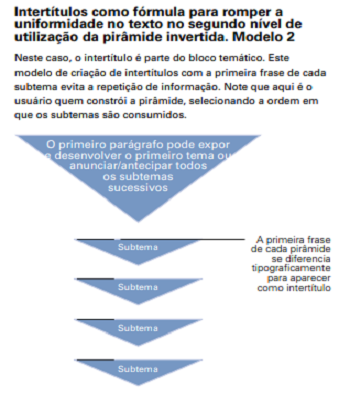 Intertítulos como fórmula para romper a
uniformidade no texto no segundo nível de
utilização da pirâmide invertida. Modelo 2
Neste caso, o intertítulo é parte do bloco temático. Este
modelo de criação de intertítulos com a primeira frase de cada
subtema evita a repetição de informação. Note que aqui é o
usuário quem constrói a pirâmide, selecionando a ordem em
que os subtemas são consumidos.
O primeiro parágrafo pode expor
e desenvolver o primeiro tema ou
anunciar/antecipar todos
os subtemas
sucessivos
Subtema
A primeira frase
de cada pirâmide
se diferencia
tipograficamente
para aparecer
como intertítulo
Subtema
Subtema
Subtema